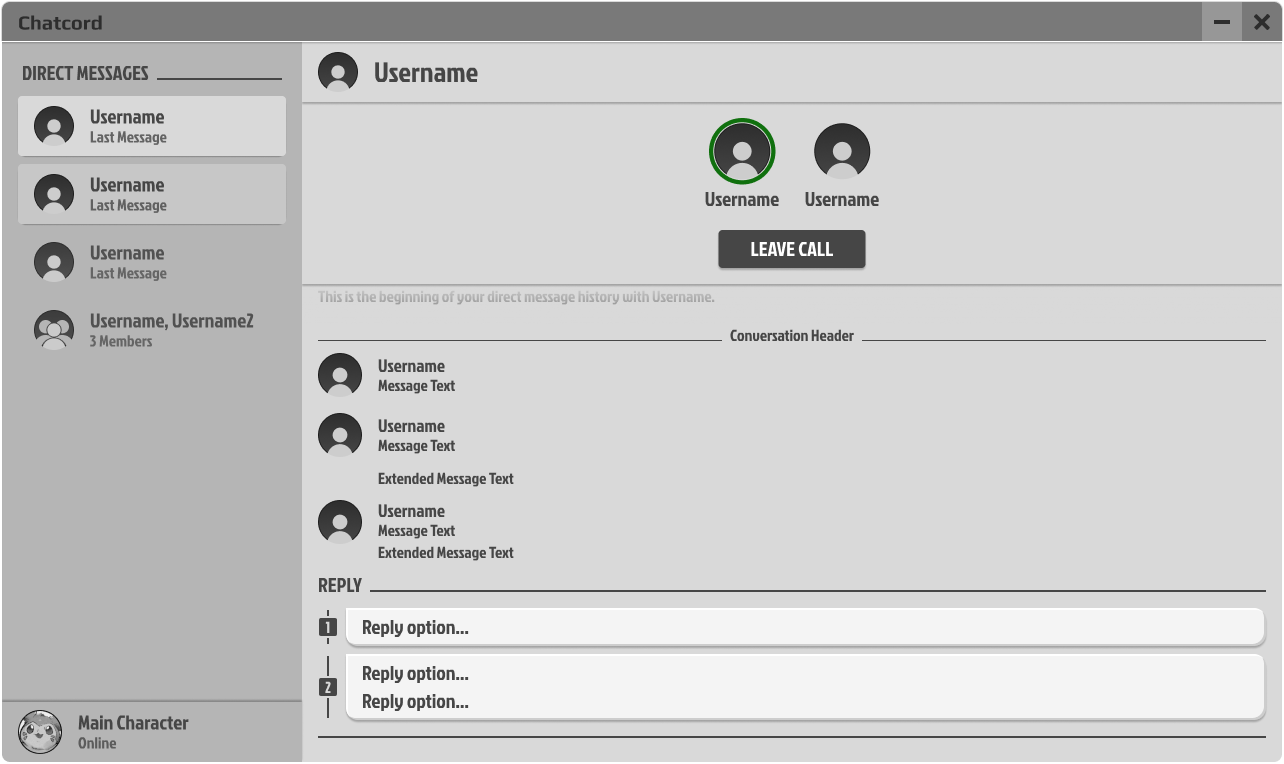 Chatcord
DIRECT MESSAGES
Username
Last Message
Username
Last Message
Username
Last Message
Username, Username2
3 Members
Main Character
Online
Username
Username
Username
LEAVE CALL
This is the beginning of your direct message history with Username.
Conversation Header
Username
Message Text
Username
Message Text
Extended Message Text
Username
Message Text
Extended Message Text
REPLY
1
Reply option...
2
Reply option...
Reply option...